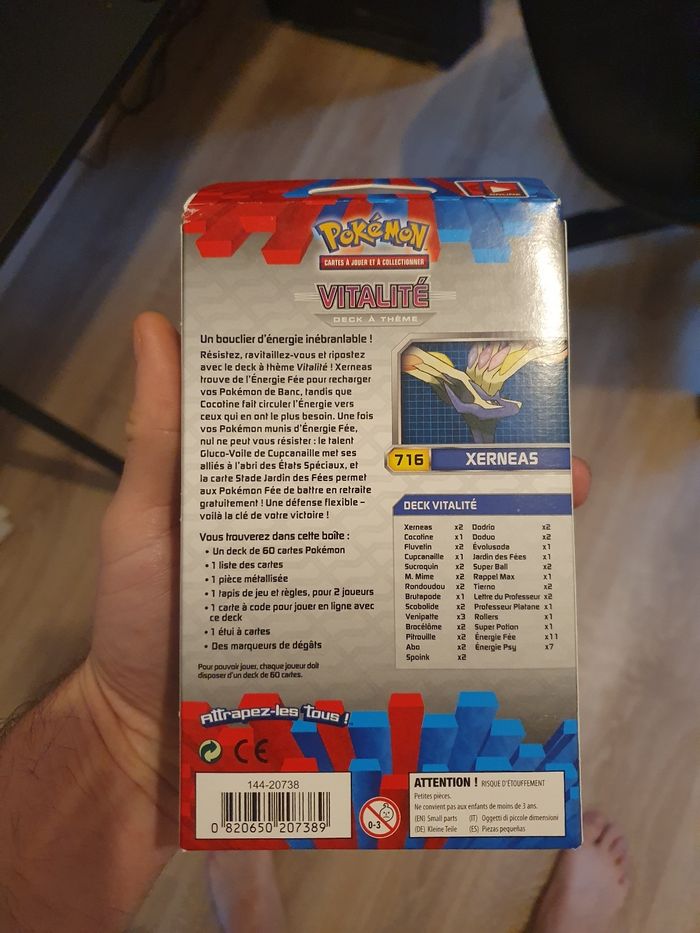 ONLINE
POKéMON
CARTES À JOUER ET À COLLECTIONNER
VITALITÉ
DECK À THÈME
Un bouclier d'énergie inébranlable !
Résistez, ravitaillez-vous et ripostez
avec le deck à thème Vitalité ! Xerneas
trouve de l'Énergie Fée pour recharger
vos Pokémon de Banc, tandis que
Cocotine fait circuler l'Énergie vers
ceux qui en ont le plus besoin. Une fois
vos Pokémon munis d'Énergie Fée,
nul ne peut vous résister : le talent
Gluco-Voile de Cupcanaille met ses
alliés à l'abri des États Spéciaux, et
la carte Stade Jardin des Fées permet
aux Pokémon Fée de battre en retraite
gratuitement ! Une défense flexible –
voilà la clé de votre victoire !
Vous trouverez dans cette boîte :
• Un deck de 60 cartes Pokémon
• 1 liste des cartes
• 1 pièce métallisée
• 1 tapis de jeu et règles, pour 2 joueurs
• 1 carte à code pour jouer en ligne avec
ce deck
• 1 étui à cartes
• Des marqueurs de dégâts
Pour pouvoir jouer, chaque joueur doit
disposer d'un deck de 60 cartes.
716 XERNEAS
DECK VITALITÉ
Xerneas x2 Dodrio x2
Cocotine x1 Doduo x2
Fluvetin x2 Évolusoda x1
Cupcanaille x1 Jardin des Fées x1
Sucroquin x2 Super Ball x2
M. Mime x2 Rappel Max x1
Rondoudou x2 Tierno x2
Brutapode x1 Lettre du Professeur x2
Scobolide x2 Professeur Platane x1
Venipatte x3 Rollers x1
Brocélôme x2 Super Potion x1
Pitrouille x2 Énergie Fée x11
Abo x2 Énergie Psy x7
Spoink x2
Attrapez-les Tous !
CE
144-20738
0 820650 207389
0-3
ATTENTION ! RISQUE D'ÉTOUFFEMENT
Petites pièces.
Ne convient pas aux enfants de moins de 3 ans.
(EN) Small parts (IT) Oggetti di piccole dimensioni
(DE) Kleine Teile (ES) Piezas pequeñas